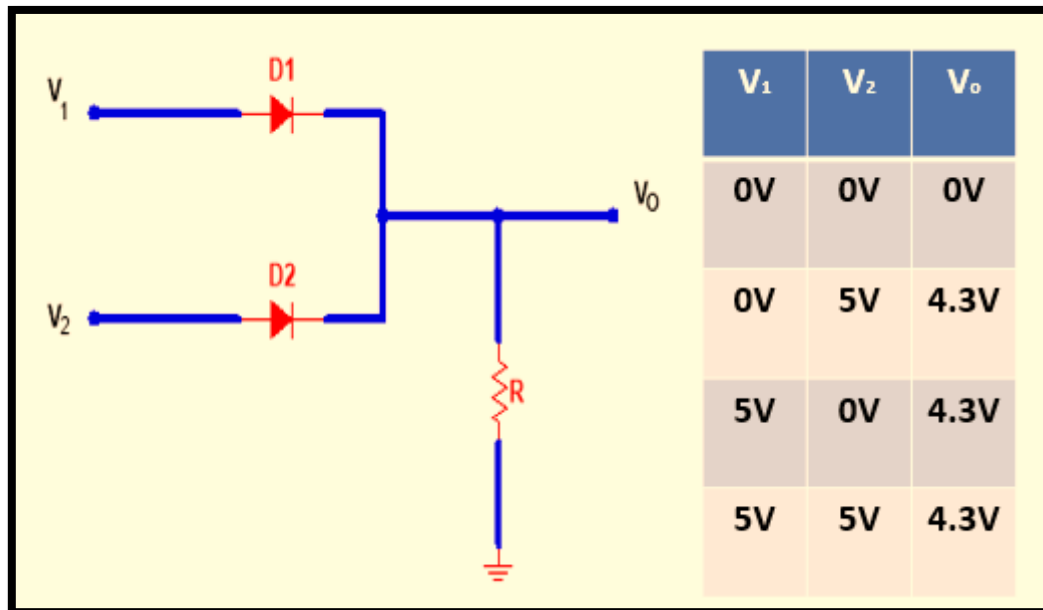 D1
V₁
D2
V₂
V₀
R
V₁ V₂ V₀
0V 0V 0V
0V 5V 4.3V
5V 0V 4.3V
5V 5V 4.3V